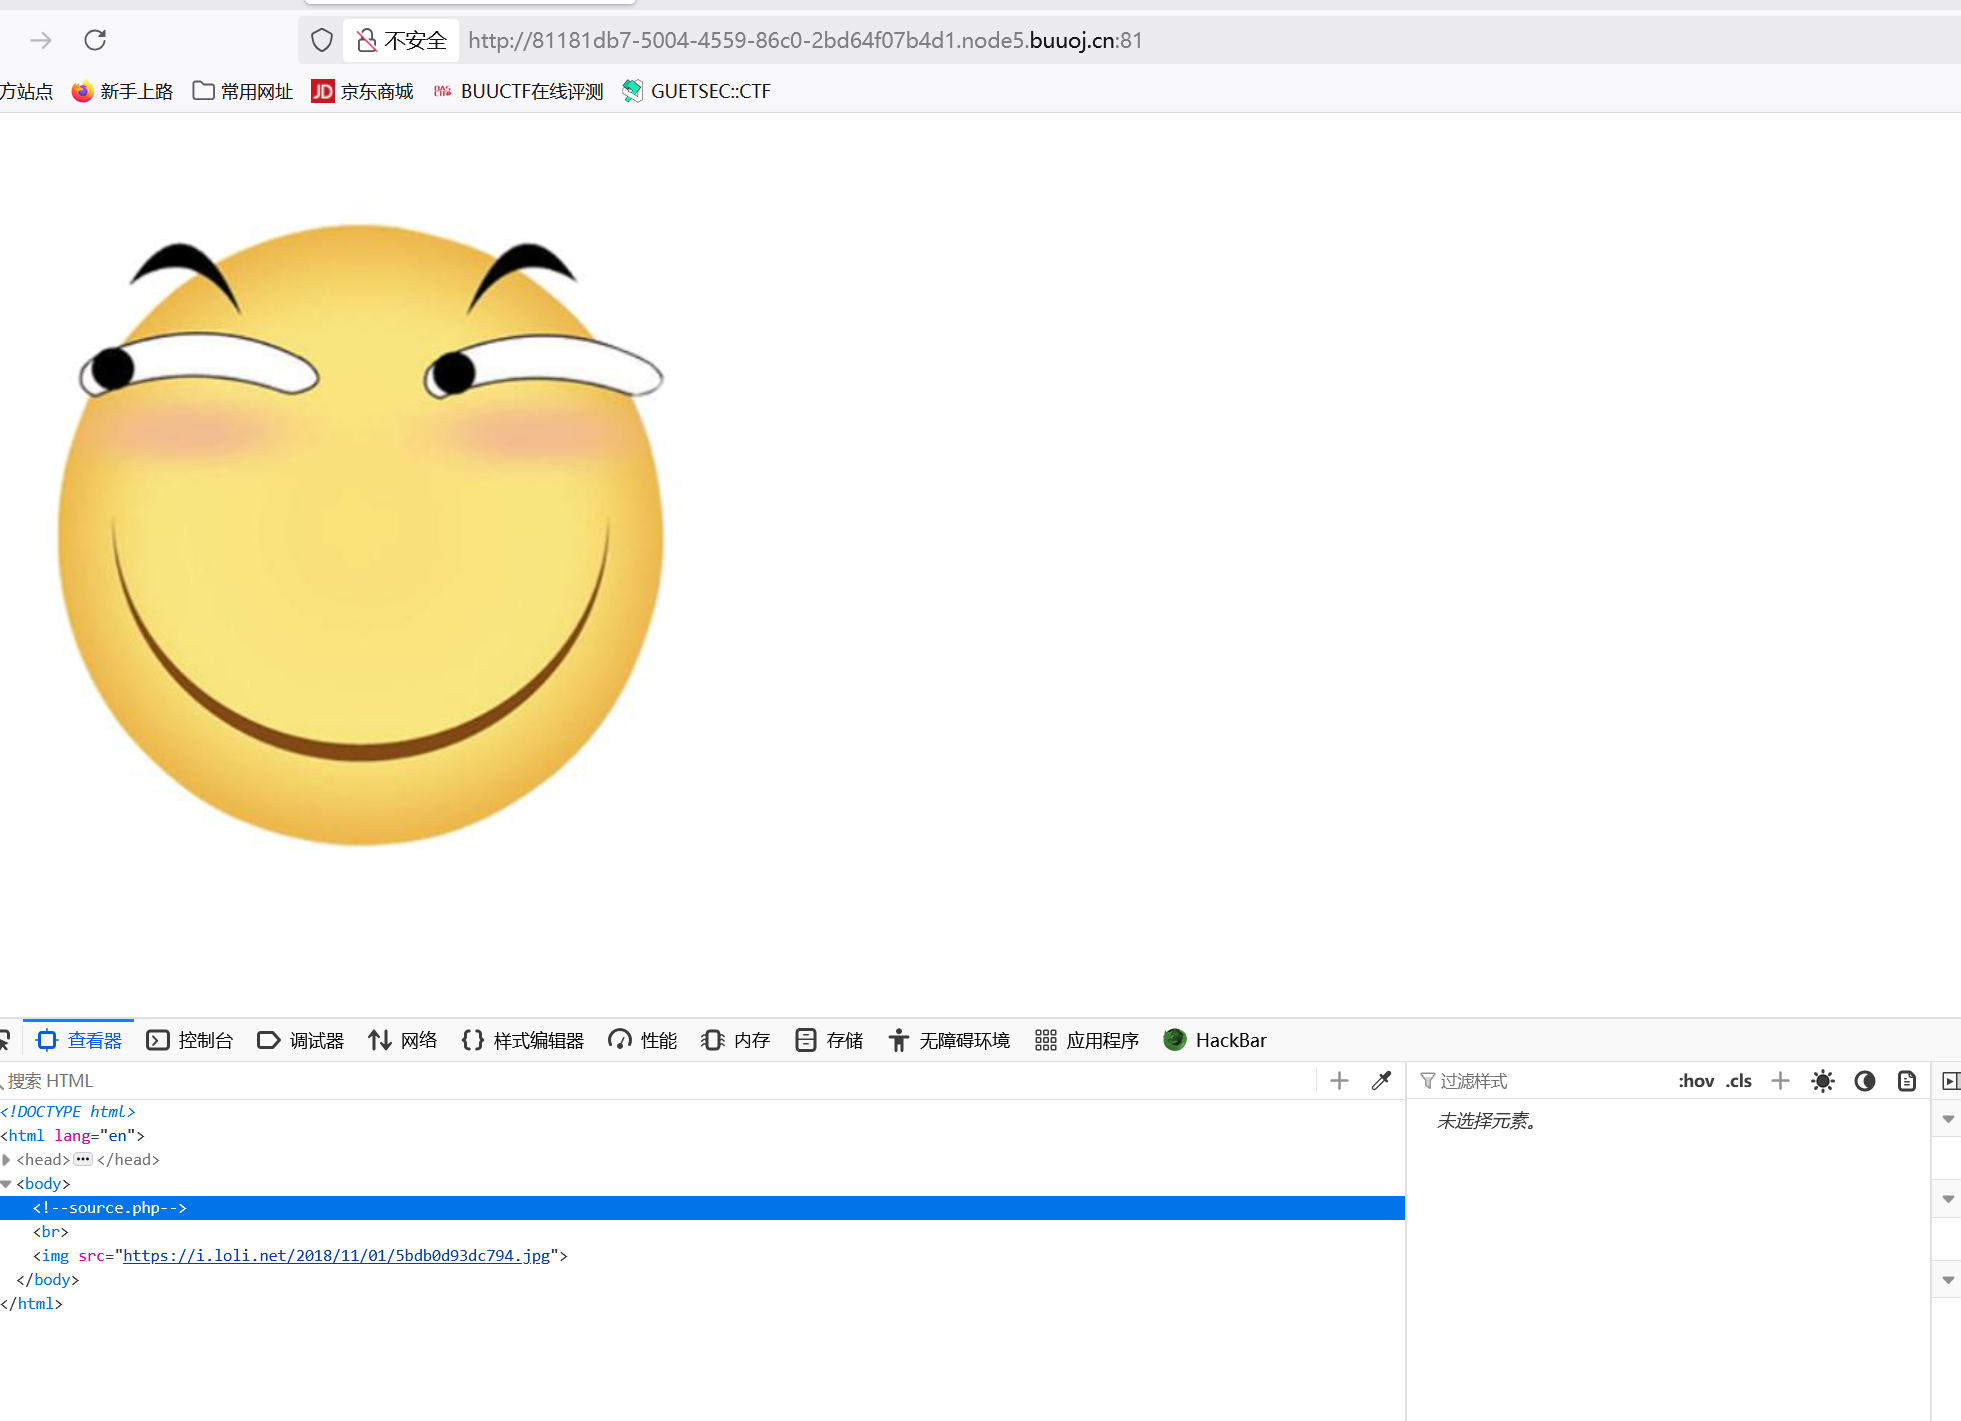 不安全 http://81181db7-5004-4559-86c0-2bd64f07b4d1.node5.buuoj.cn:81
方站点 新手上路 常用网址 JD 京东商城 BUUCTF在线评测 GUETSEC::CTF
查看器 控制台 调试器 网络 样式编辑器 性能 内存 存储 无障碍环境 应用程序 HackBar
搜索 HTML 过滤样式 :hov .cls
<!DOCTYPE html> 未选择元素。
<html lang="en">
<head>•••</head>
<body>
<!--source.php-->
<br>
<img src="https://i.loli.net/2018/11/01/5bdb0d93dc794.jpg">
</body>
</html>